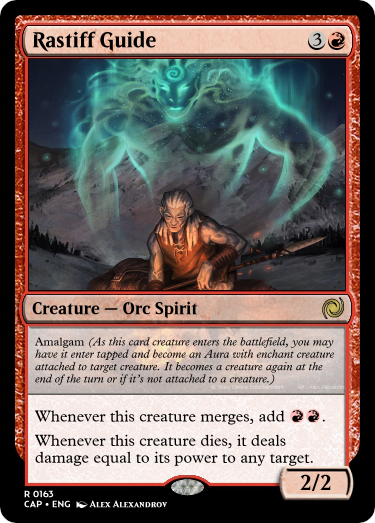 Rastiff Guide 3
Creature — Orc Spirit
Amalgam (As this card creature enters the battlefield, you may
have it enter tapped and become an Aura with enchant creature
attached to target creature. It becomes a creature again at the
end of the turn or if it's not attached to a creature.)
Whenever this creature merges, add
.
Whenever this creature dies, it deals
damage equal to its power to any target.
2/2
R 0163
CAP • ENG Alex Alexandrov